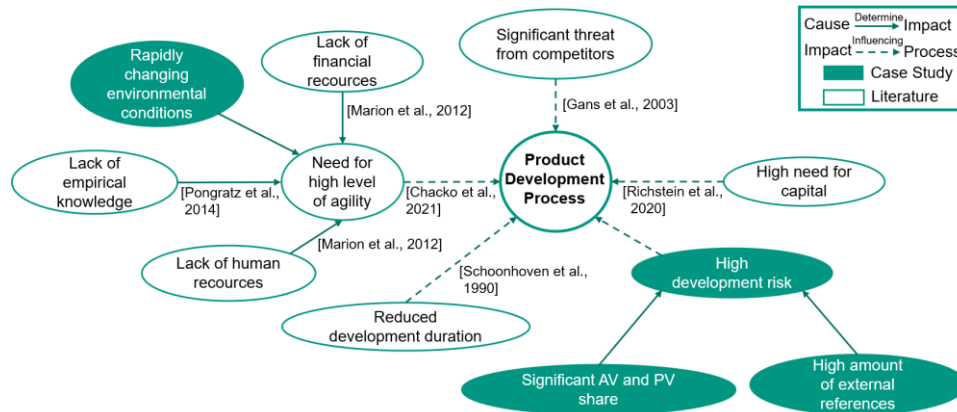 Rapidly
changing
environmental
conditions
Lack of
financial
recources
Significant threat
from competitors
Cause Determine Impact
Impact Influencing Process
Case Study
Literature
[Marion et al., 2012]
[Gans et al., 2003]
Lack of
empirical
knowledge
[Pongratz et al.,
2014]
Need for
high level
of agility
[Chacko et al.,
2021]
Product
Development
Process
[Richstein et al.,
2020]
High need for
capital
[Marion et al., 2012]
Lack of human
recources
[Schoonhoven et al.,
1990]
Reduced
development duration
High
development risk
Significant AV and PV
share
High amount
of external
references